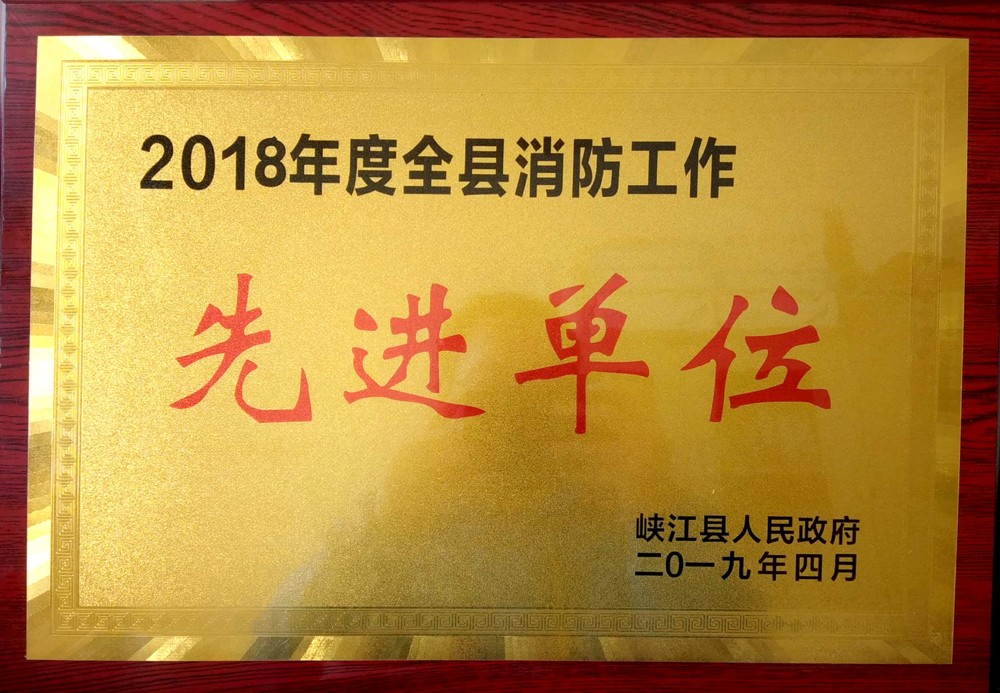 2018年度全县消防工作
先进单位
峡江县人民政府
二0一九年四月